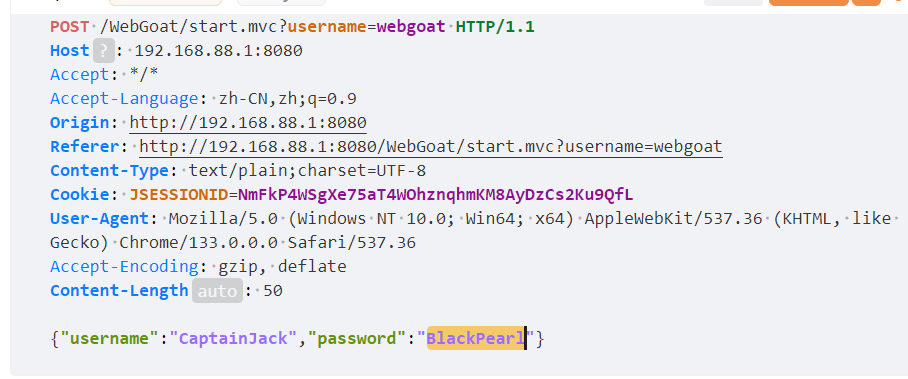 POST /WebGoat/start.mvc?username=webgoat HTTP/1.1
Host ? : 192.168.88.1:8080
Accept: */*
Accept-Language: zh-CN,zh;q=0.9
Origin: http://192.168.88.1:8080
Referer: http://192.168.88.1:8080/WebGoat/start.mvc?username=webgoat
Content-Type: text/plain;charset=UTF-8
Cookie: JSESSIONID=NmFkP4WSgXe75aT4WOhznqhmKM8AyDzCs2Ku9QfL
User-Agent: Mozilla/5.0 (Windows NT 10.0; Win64; x64) AppleWebKit/537.36 (KHTML, like
Gecko) Chrome/133.0.0.0 Safari/537.36
Accept-Encoding: gzip, deflate
Content-Length auto : 50
{"username":"CaptainJack","password":"BlackPearl"}